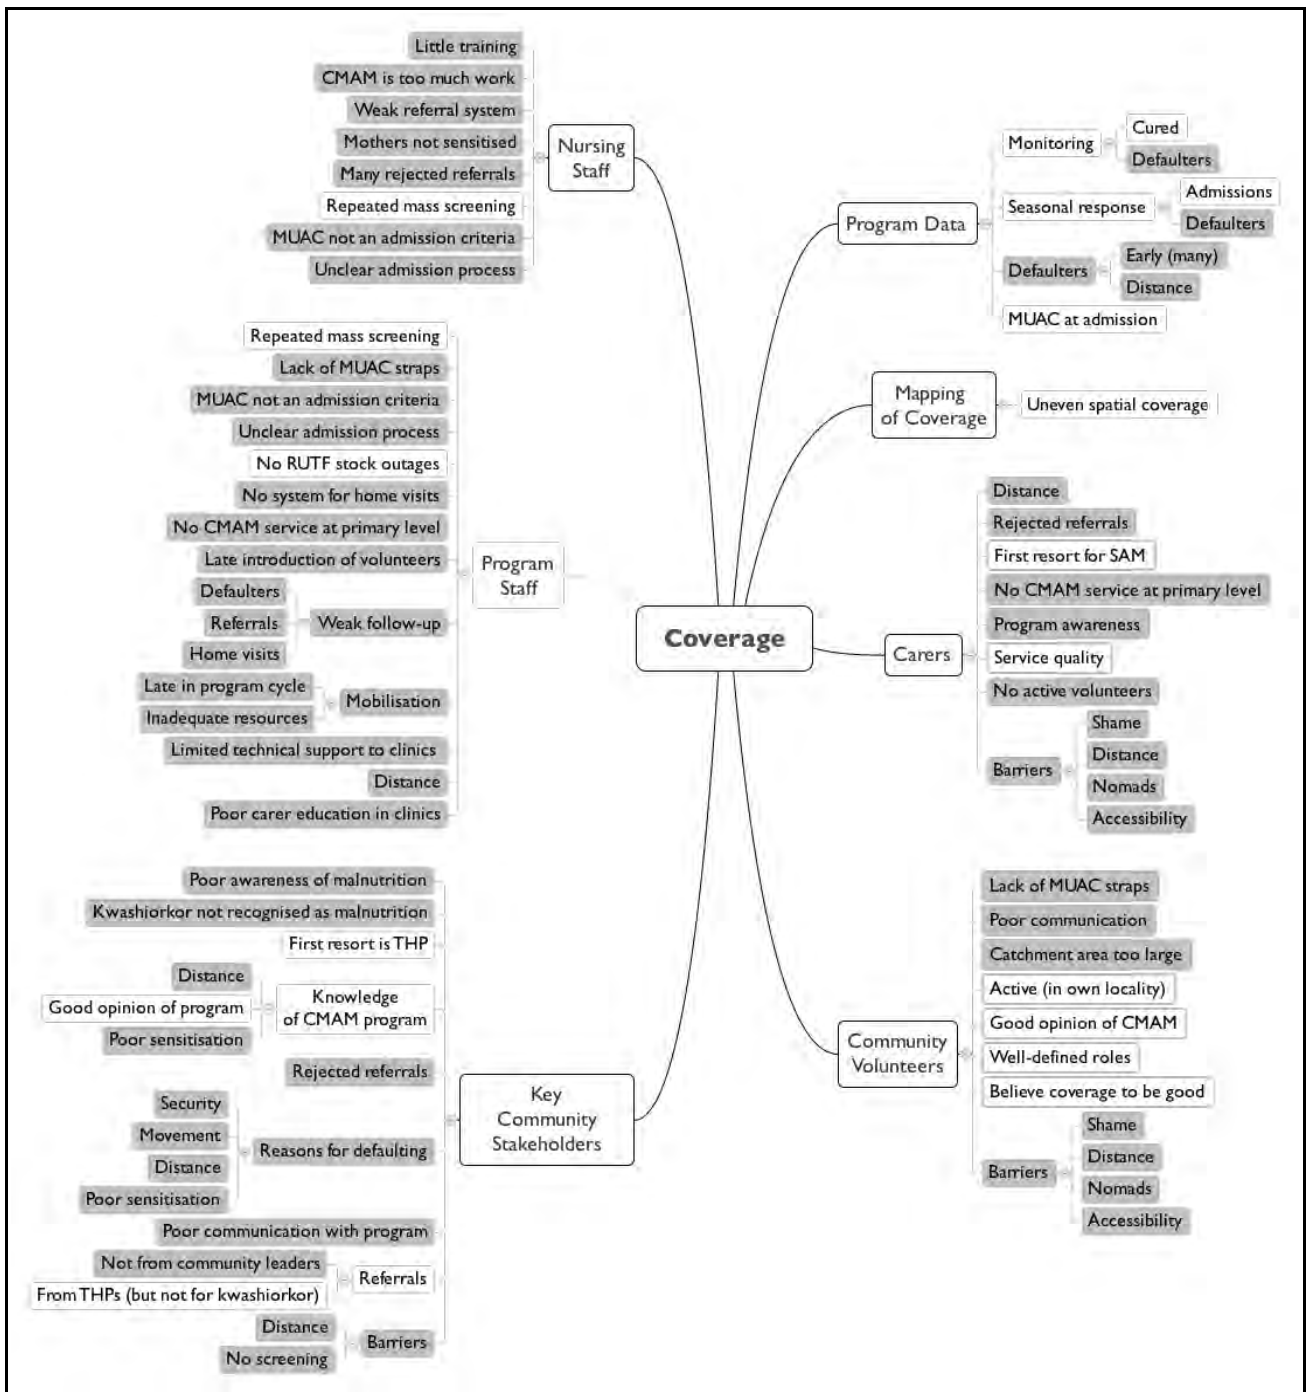 Little training
CMAM is too much work
Weak referral system
Mothers not sensitised
Many rejected referrals
Repeated mass screening
MUAC not an admission criteria
Unclear admission process
Nursing
Staff
Repeated mass screening
Lack of MUAC straps
MUAC not an admission criteria
Unclear admission process
No RUTF stock outages
No system for home visits
No CMAM service at primary level
Late introduction of volunteers
Defaulters
Referrals
Home visits
Weak follow-up
Late in program cycle
Inadequate resources
Mobilisation
Limited technical support to clinics
Distance
Poor carer education in clinics
Program
Staff
Poor awareness of malnutrition
Kwashiorkor not recognised as malnutrition
First resort is THP
Distance
Good opinion of program
Poor sensitisation
Knowledge
of CMAM program
Rejected referrals
Security
Movement
Distance
Poor sensitisation
Reasons for defaulting
Poor communication with program
Not from community leaders
From THPs (but not for kwashiorkor)
Referrals
Distance
No screening
Barriers
Key
Community
Stakeholders
Coverage
Program Data
Monitoring
Cured
Defaulters
Seasonal response
Admissions
Defaulters
Defaulters
Early (many)
Distance
MUAC at admission
Mapping
of Coverage
Uneven spatial coverage
Carers
Distance
Rejected referrals
First resort for SAM
No CMAM service at primary level
Program awareness
Service quality
No active volunteers
Barriers
Shame
Distance
Nomads
Accessibility
Community
Volunteers
Lack of MUAC straps
Poor communication
Catchment area too large
Active (in own locality)
Good opinion of CMAM
Well-defined roles
Believe coverage to be good
Barriers
Shame
Distance
Nomads
Accessibility